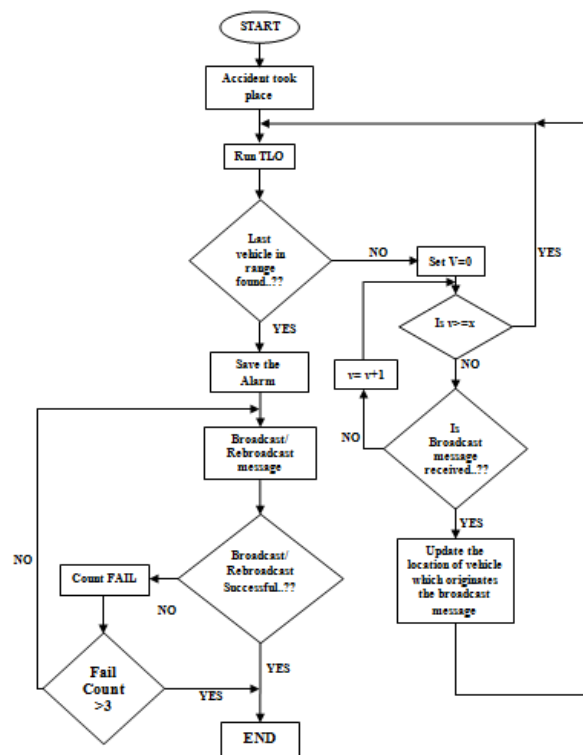 START
Accident took
place
Run TLO
Last
vehicle in
range
found..??
NO
Set V=0
YES
Is v>=x
YES
NO
Save the
Alarm
v= v+1
NO
Is
Broadcast
message
received..??
Broadcast/
Rebroadcast
message
YES
NO
Broadcast/
Rebroadcast
Successful..??
Update the
location of vehicle
which originates
the broadcast
message
Count FAIL
NO
Fail
Count
>3
YES
YES
END